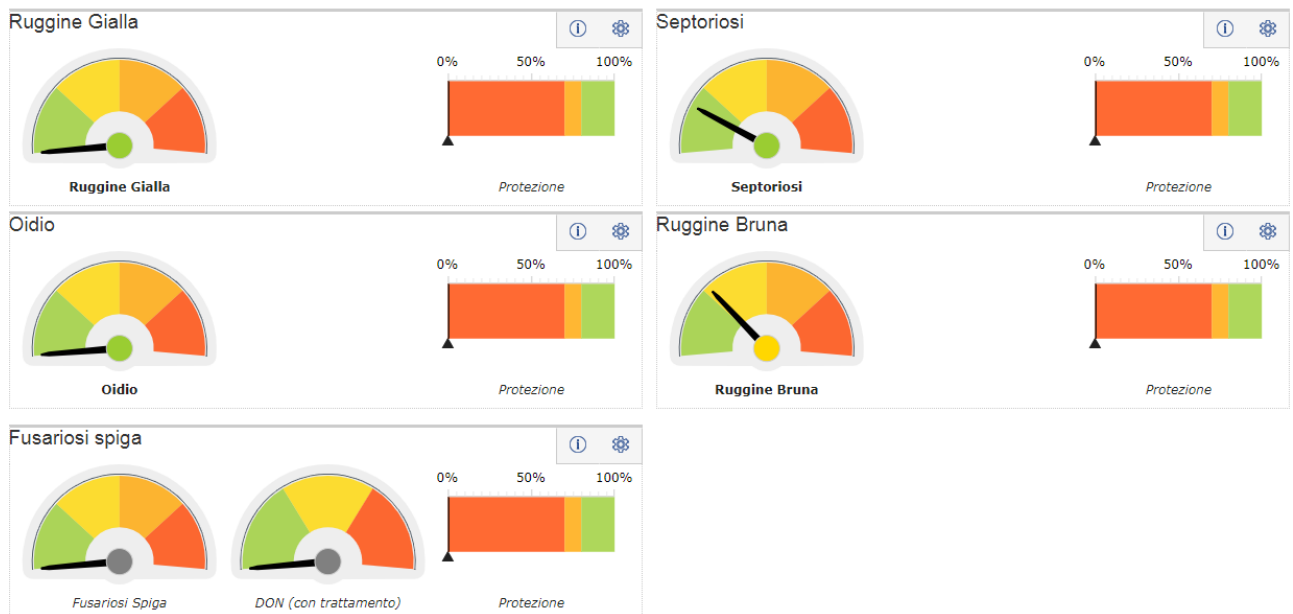 Ruggine Gialla
0% 50% 100%
Ruggine Gialla
Protezione
Septoriosi
0% 50% 100%
Septoriosi
Protezione
Oidio
0% 50% 100%
Oidio
Protezione
Ruggine Bruna
0% 50% 100%
Ruggine Bruna
Protezione
Fusariosi spiga
0% 50% 100%
Fusariosi Spiga
DON (con trattamento)
Protezione